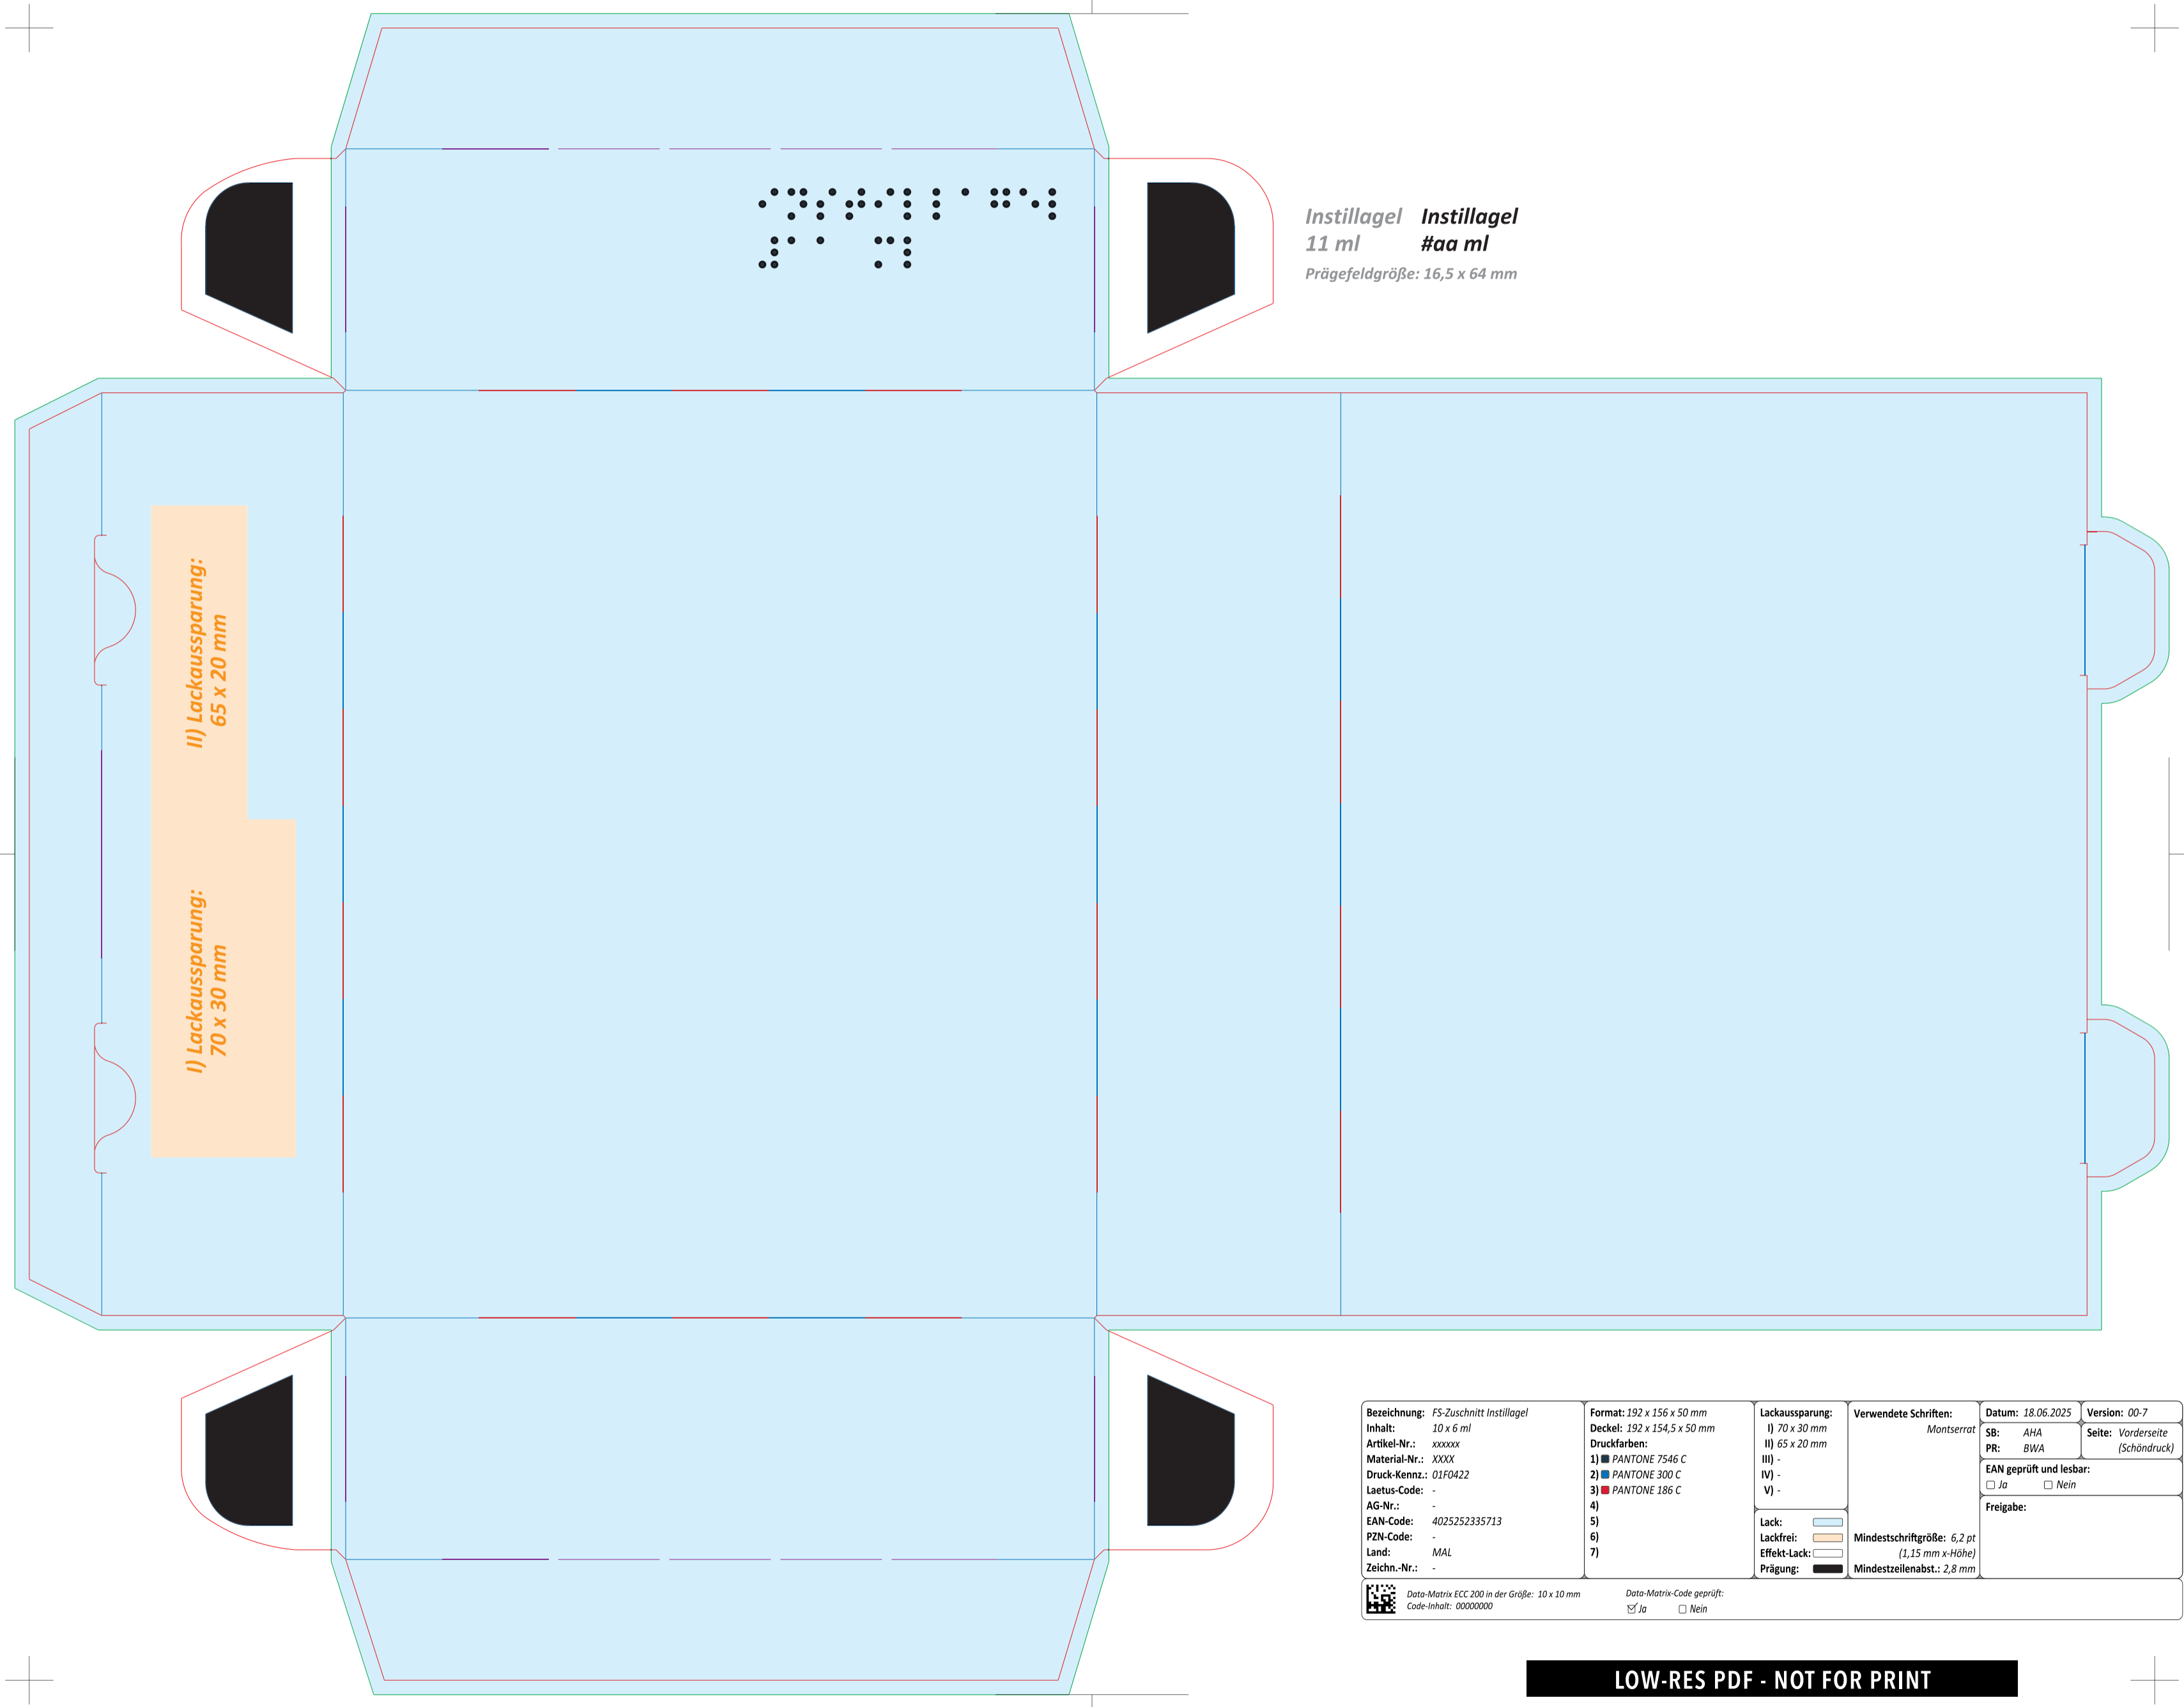 Instillagel Instillagel
11 ml #aa ml
Prägefeldgröße: 16,5 x 64 mm
II) Lackaussparung:
65 x 20 mm
I) Lackaussparung:
70 x 30 mm
Bezeichnung: FS-Zuschnitt Instillagel
Inhalt: 10 x 6 ml
Artikel-Nr.: xxxxxx
Material-Nr.: XXXX
Druck-Kennz.: 01F0422
Laetus-Code: -
AG-Nr.: -
EAN-Code: 4025252335713
PZN-Code: -
Land: MAL
Zeichn.-Nr.: -
Format: 192 x 156 x 50 mm
Deckel: 192 x 154,5 x 50 mm
Druckfarben:
1) PANTONE 7546 C
2) PANTONE 300 C
3) PANTONE 186 C
4)
5)
6)
7)
Lackaussparung:
I) 70 x 30 mm
II) 65 x 20 mm
III) -
IV) -
V) -
Lack:
Lackfrei:
Effekt-Lack:
Prägung:
Verwendete Schriften:
Montserrat
Mindestschriftgröße: 6,2 pt
(1,15 mm x-Höhe)
Mindestzeilenabst.: 2,8 mm
Datum: 18.06.2025
Version: 00-7
SB: AHA
PR: BWA
Seite: Vorderseite
(Schöndruck)
EAN geprüft und lesbar:
Ja Nein
Freigabe:
Data-Matrix ECC 200 in der Größe: 10 x 10 mm
Code-Inhalt: 00000000
Data-Matrix-Code geprüft:
Ja Nein
LOW-RES PDF - NOT FOR PRINT